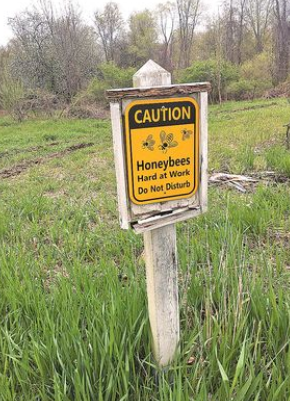 CAUTION
Honeybees
Hard at Work
Do Not Disturb